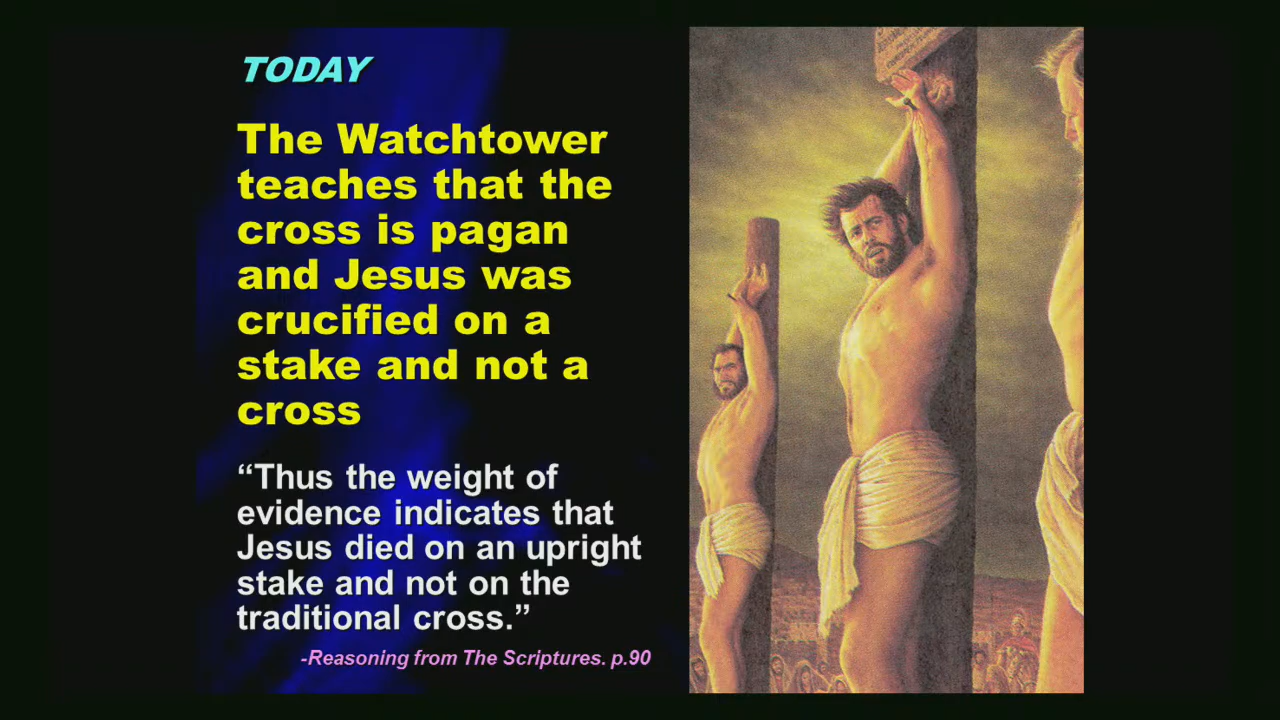 TODAY
The Watchtower
teaches that the
cross is pagan
and Jesus was
crucified on a
stake and not a
cross
“Thus the weight of
evidence indicates that
Jesus died on an upright
stake and not on the
traditional cross.”
-Reasoning from The Scriptures. p.90